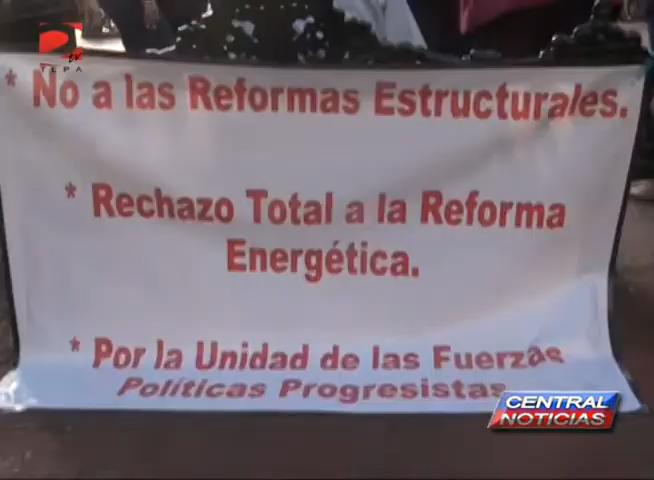 TEPA
* No a las Reformas Estructurales.
* Rechazo Total a la Reforma
Energética.
* Por la Unidad de las Fuerzas
Políticas Progresistas
CENTRAL
NOTICIAS